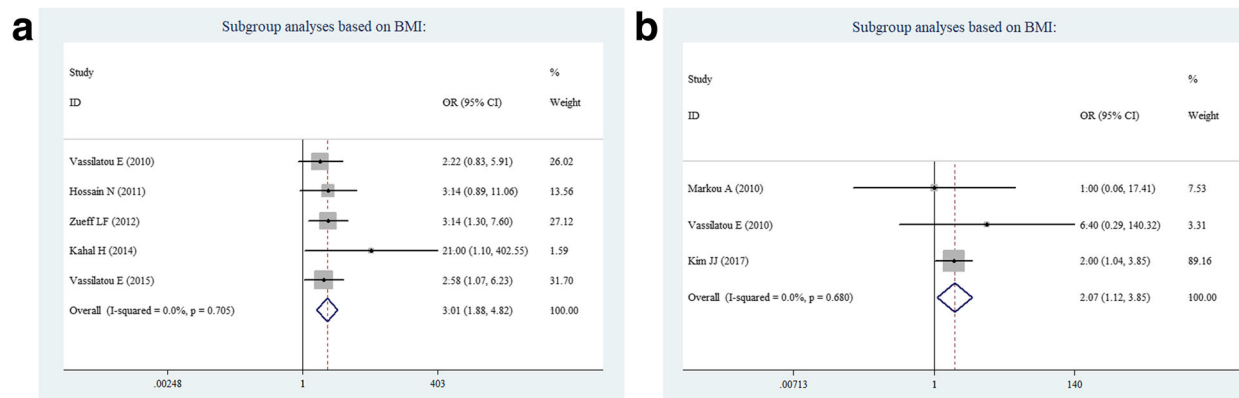 a
Subgroup analyses based on BMI:
Study %
ID OR (95% CI) Weight
Vassilatou E (2010) 2:22 (0.83, 5.91) 26.02
Hossain N (2011) 3:14 (0.89, 11.06) 13.56
Zueff LF (2012) 3:14 (1.30, 7.60) 27.12
Kahal H (2014) 21:00 (1.10, 402.55) 1.59
Vassilatou E (2015) 2:58 (1.07, 6.23) 31.70
Overall (I-squared = 0.0%, p = 0.705) 3.01 (1.88, 4.82) 100.00
.00248 1 403
b
Subgroup analyses based on BMI:
Study %
ID OR (95% CI) Weight
Markou A (2010) 1:00 (0.06, 17.41) 7.53
Vassilatou E (2010) 6:40 (0.29, 140.32) 3.31
Kim JJ (2017) 2:00 (1.04, 3.85) 89.16
Overall (I-squared = 0.0%, p = 0.680) 2.07 (1.12, 3.85) 100.00
.00713 1 140